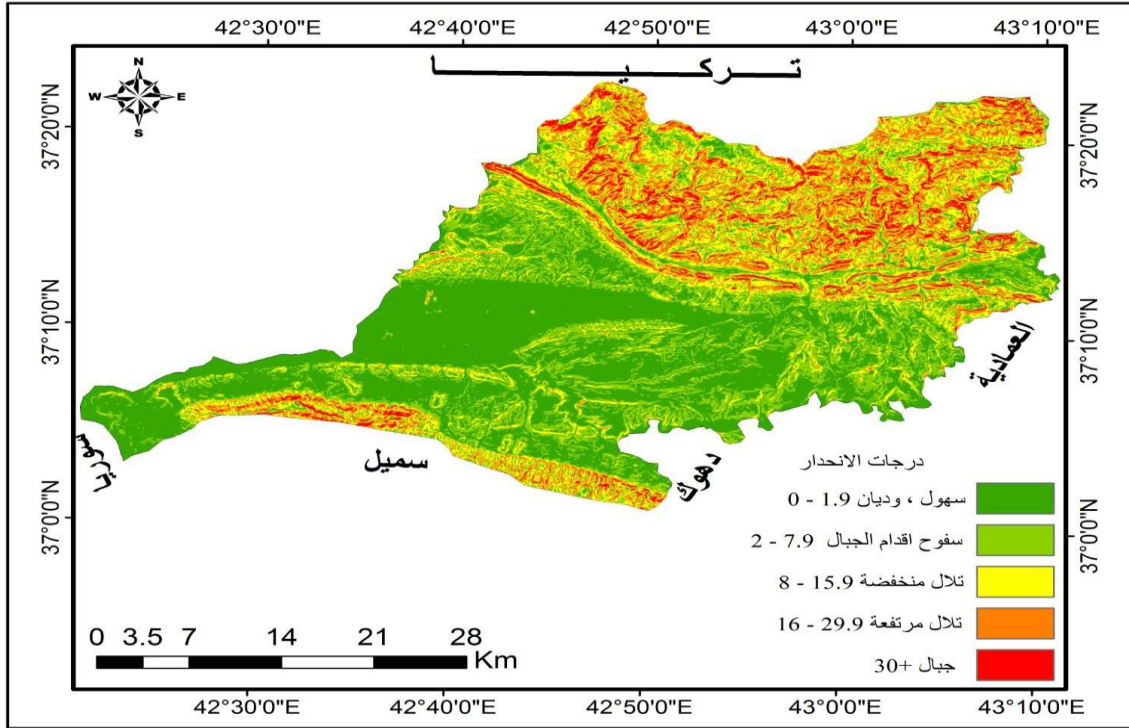 42°30'0"E 42°40'0"E 42°50'0"E 43°0'0"E 43°10'0"E
تـــركـــيـــا
N
W E
S
37°20'0"N
37°20'0"N
37°10'0"N
37°10'0"N
37°0'0"N
37°0'0"N
العمادية
سوريا
سميل
دهوك
درجات الانحدار
سهول ، وديان 1.9 - 0
سفوح اقدام الجبال 7.9 - 2
تلال منخفضة 15.9 - 8
تلال مرتفعة 29.9 - 16
جبال +30
0 3.5 7 14 21 28
Km
42°30'0"E 42°40'0"E 42°50'0"E 43°0'0"E 43°10'0"E